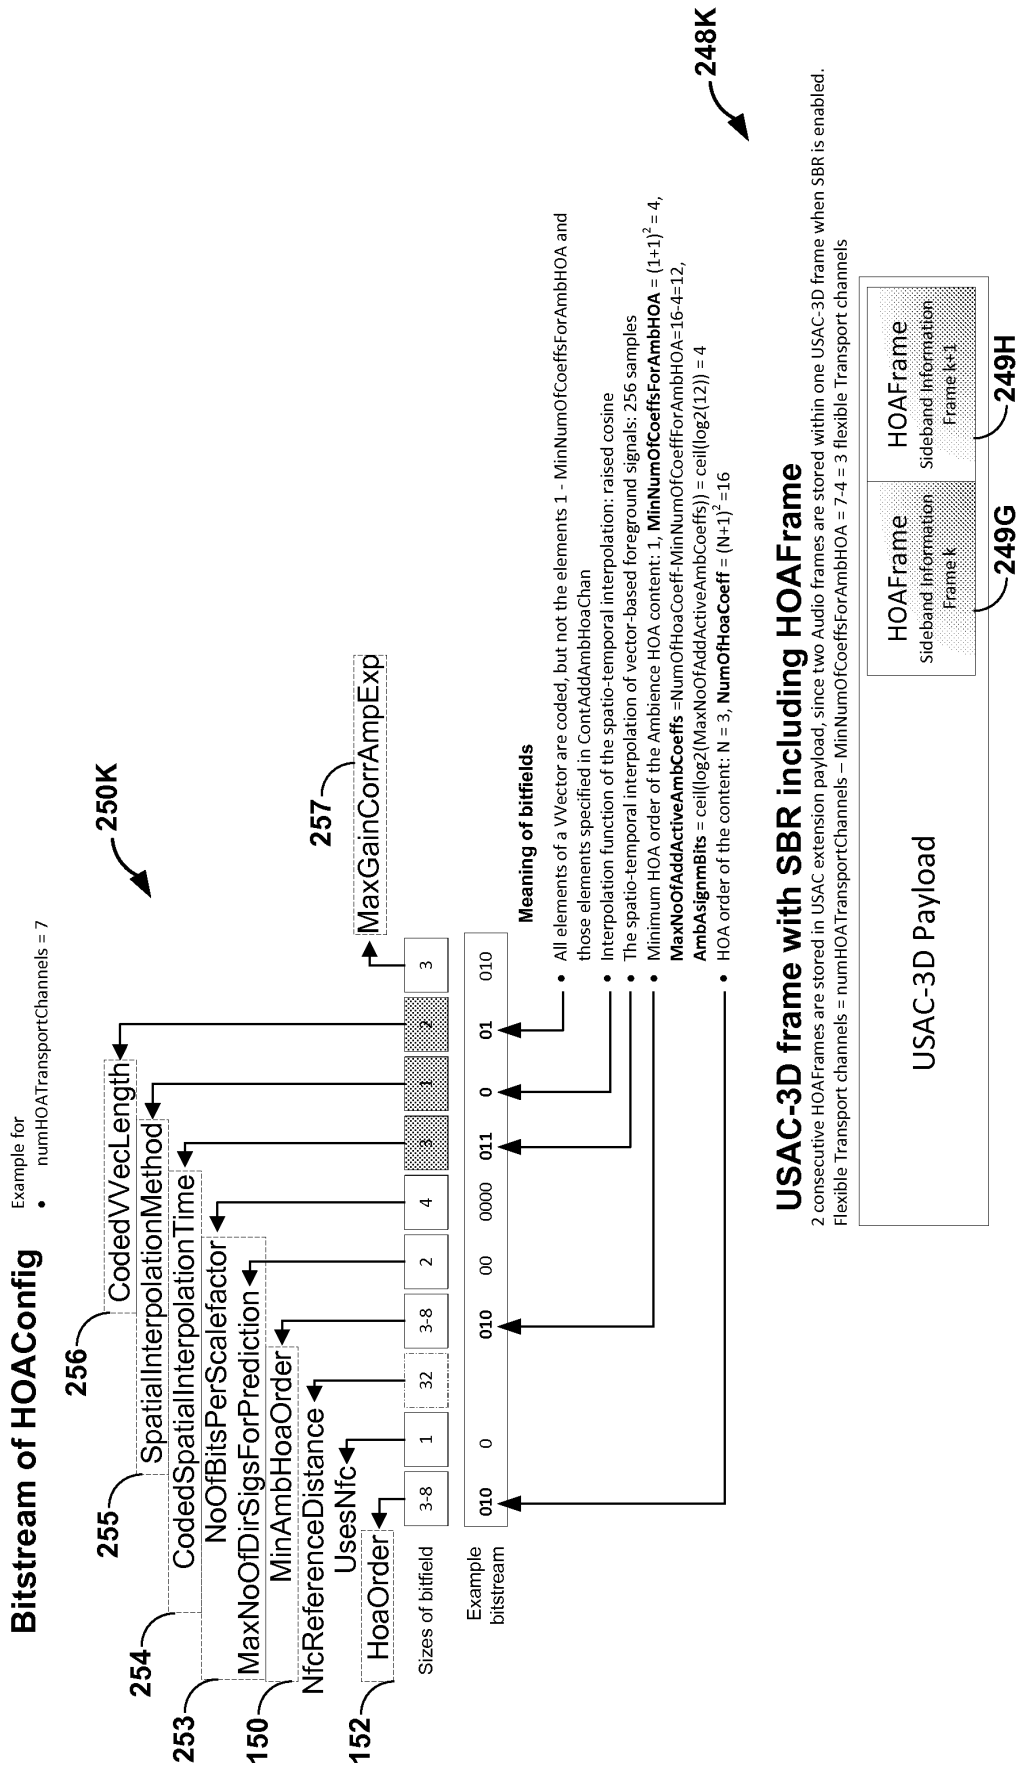 Bitstream of HOAConfig
Example for
• numHOATransportChannels = 7
250K
256
CodedVVecLength
255
SpatialInterpolationMethod
254
CodedSpatialInterpolationTime
253
NoOfBitsPerScalefactor
MaxNoOfDirSigsForPrediction
150
MinAmbHoaOrder
NfcReferenceDistance
UsesNfc
152
HoaOrder
257
MaxGainCorrAmpExp
Sizes of bitfield
3-8 1 32 3-8 2 4 3 1 2 3
Example
bitstream
010 0 010 00 0000 011 0 01 010
Meaning of bitfields
• All elements of a VVector are coded, but not the elements 1 - MinNumOfCoeffsForAmbHOA and
those elements specified in ContAddAmbHoaChan
• Interpolation function of the spatio-temporal interpolation: raised cosine
• The spatio-temporal interpolation of vector-based foreground signals: 256 samples
• Minimum HOA order of the Ambience HOA content: 1, MinNumOfCoeffsForAmbHOA = (1+1)² = 4,
MaxNoOfAddActiveAmbCoeffs =NumOfHoaCoeff-MinNumOfCoeffForAmbHOA=16-4=12,
AmbAsignmBits = ceil(log2(MaxNoOfAddActiveAmbCoeffs)) = ceil(log2(12)) = 4
• HOA order of the content: N = 3, NumOfHoaCoeff = (N+1)² =16
248K
USAC-3D frame with SBR including HOAFrame
2 consecutive HOAFrames are stored in USAC extension payload, since two Audio frames are stored within one USAC-3D frame when SBR is enabled.
Flexible Transport channels = numHOATransportChannels – MinNumOfCoeffsForAmbHOA = 7-4 = 3 flexible Transport channels
USAC-3D Payload
HOAFrame
Sideband Information
Frame k
HOAFrame
Sideband Information
Frame k+1
249G
249H